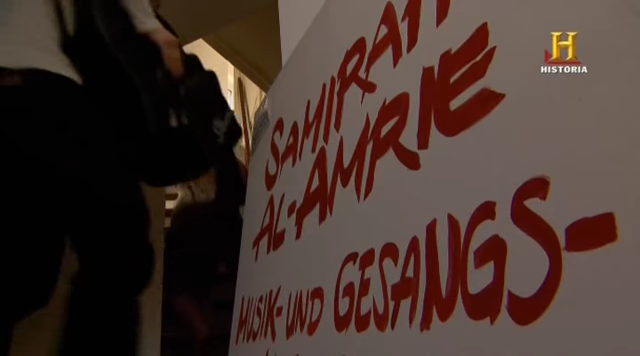 H
HISTORIA
SAMIRAH
AL-AMRIE
MUSIK- UND GESANGS-